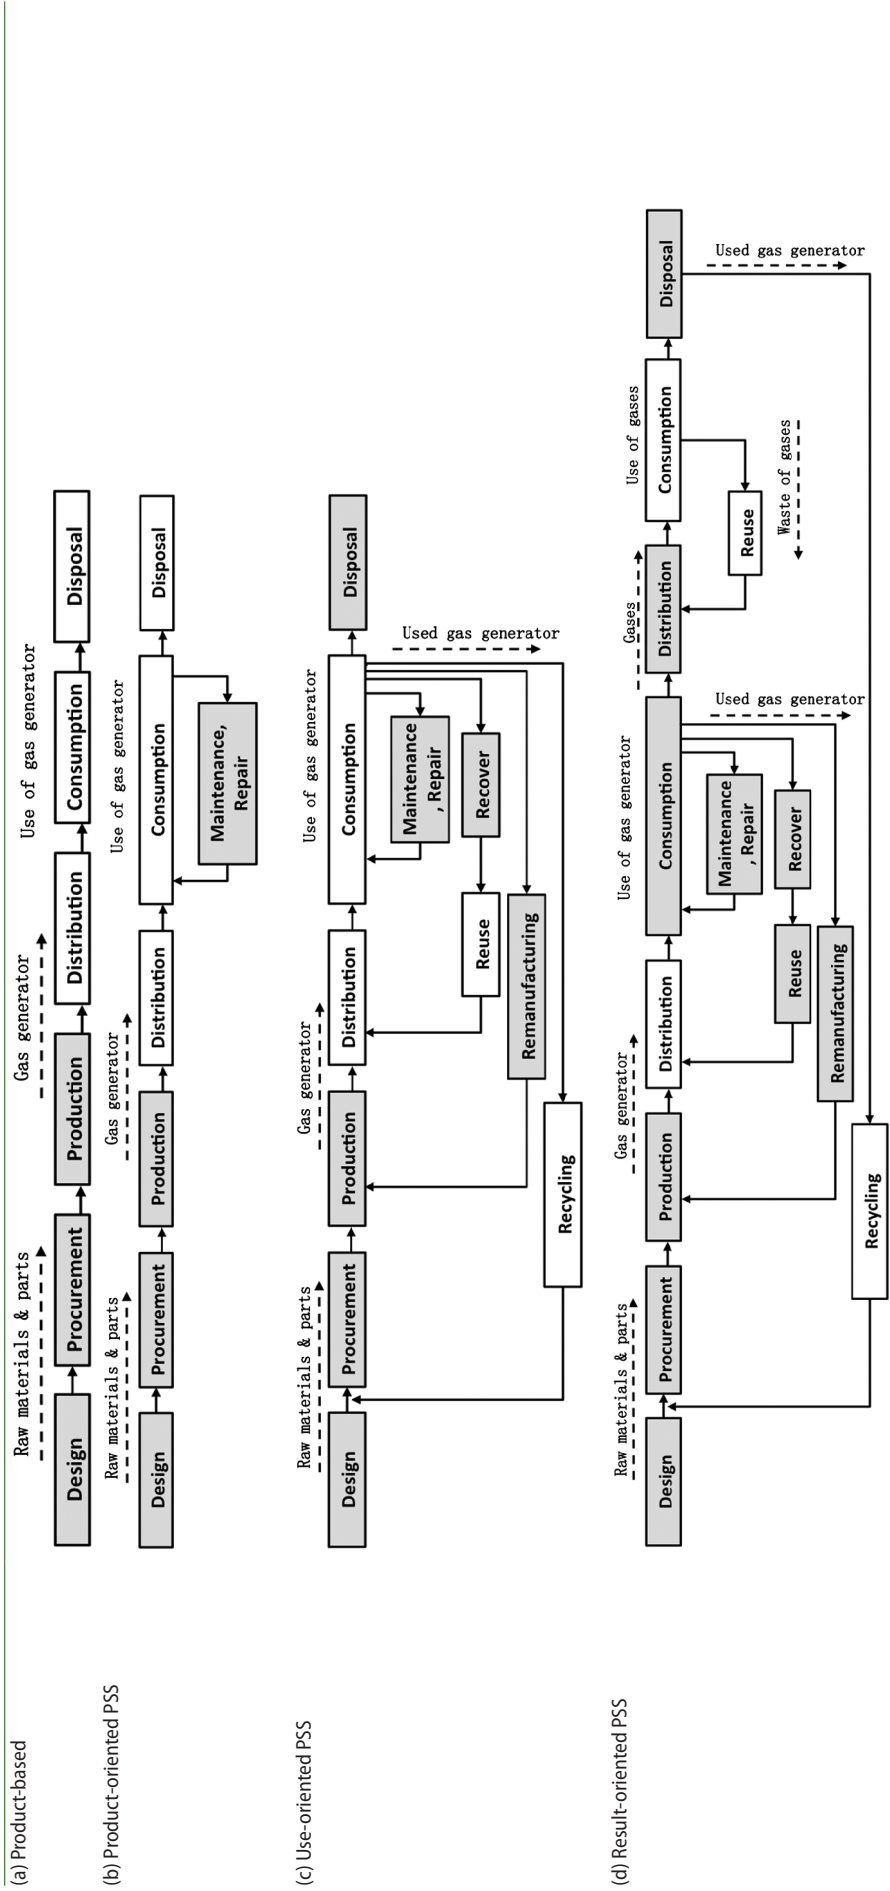 (a) Product-based
Raw materials & parts
Gas generator
Use of gas generator
Design
Procurement
Production
Distribution
Consumption
Disposal
(b) Product-oriented PSS
Raw materials & parts
Gas generator
Use of gas generator
Design
Procurement
Production
Distribution
Consumption
Disposal
Maintenance,
Repair
(c) Use-oriented PSS
Raw materials & parts
Gas generator
Use of gas generator
Design
Procurement
Production
Distribution
Consumption
Disposal
Used gas generator
Maintenance
, Repair
Recover
Reuse
Remanufacturing
Recycling
(d) Result-oriented PSS
Raw materials & parts
Gas generator
Use of gas generator
Gases
Use of gases
Design
Procurement
Production
Distribution
Consumption
Distribution
Consumption
Disposal
Used gas generator
Used gas generator
Maintenance
, Repair
Reuse
Waste of gases
Recover
Reuse
Remanufacturing
Recycling